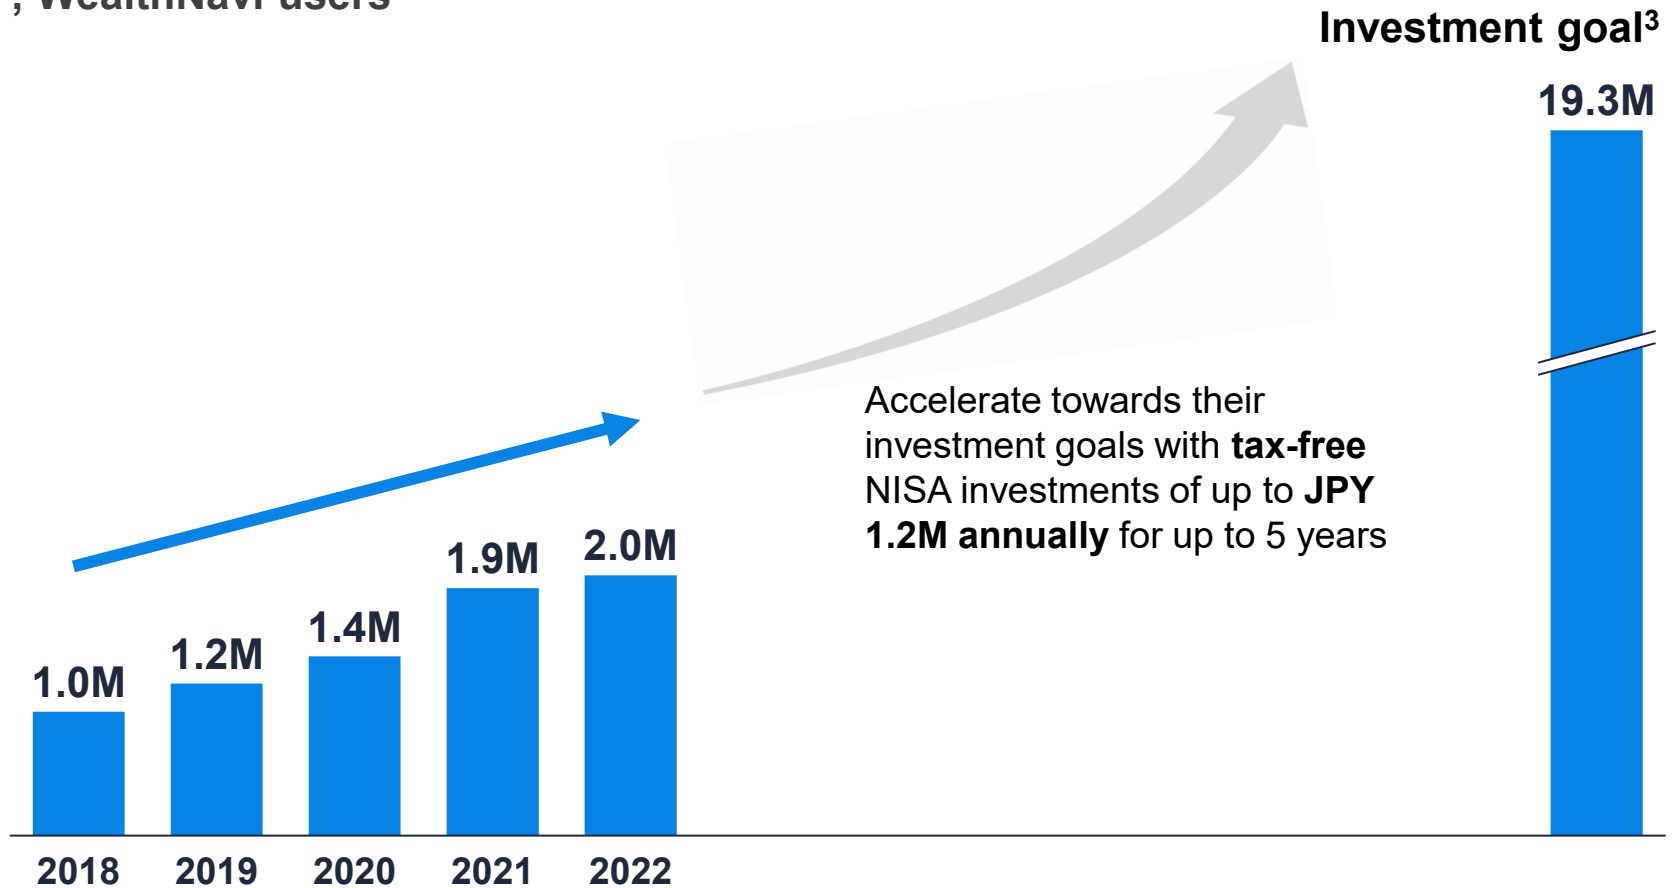 ; WealthNavi users
Investment goal³
19.3M
Accelerate towards their
investment goals with tax-free
NISA investments of up to JPY
1.2M annually for up to 5 years
1.0M
1.2M
1.4M
1.9M
2.0M
2018
2019
2020
2021
2022